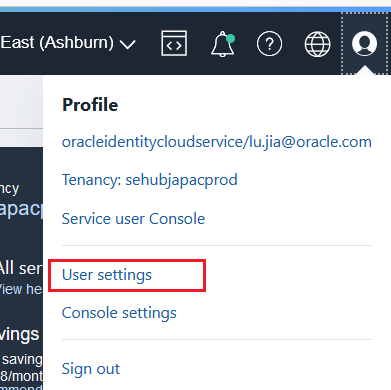 East (Ashburn)
Profile
oracleidentitycloudservice/lu.jia@oracle.com
Tenancy: sehubjapacprod
Service user Console
User settings
Console settings
Sign out
ncy
apacp
All ser
View he
vings
saving
8/mont